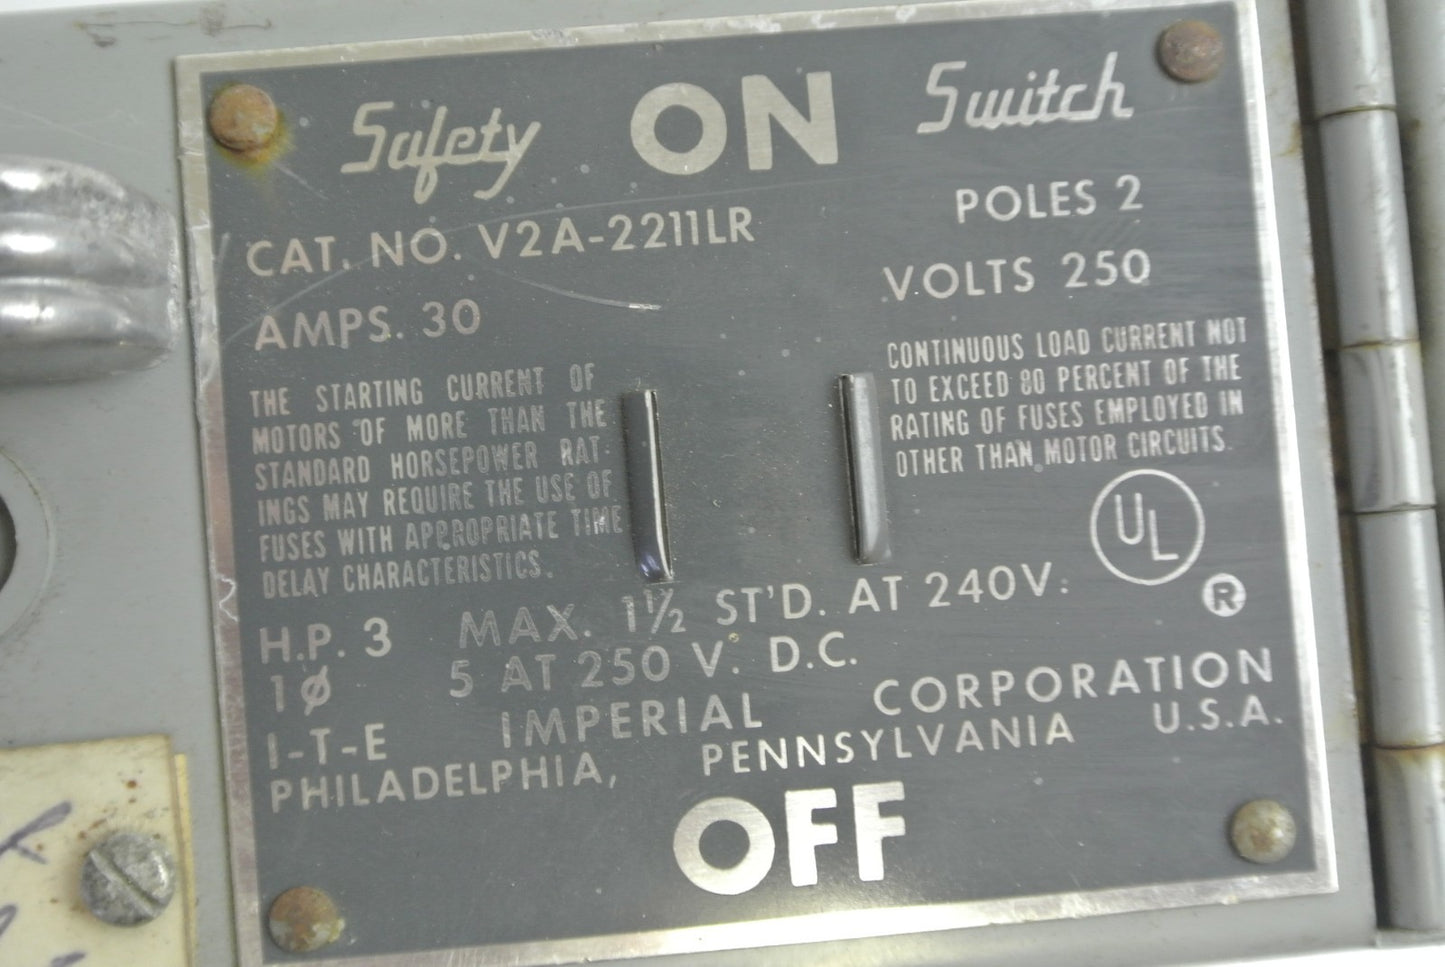 Safety ON Switch
CAT. NO. V2A-2211LR
POLES 2
AMPS. 30
VOLTS 250
THE STARTING CURRENT OF
MOTORS OF MORE THAN THE
STANDARD HORSEPOWER RAT-
INGS MAY REQUIRE THE USE OF
FUSES WITH APPROPRIATE TIME
DELAY CHARACTERISTICS.
CONTINUOUS LOAD CURRENT NOT
TO EXCEED 80 PERCENT OF THE
RATING OF FUSES EMPLOYED IN
OTHER THAN MOTOR CIRCUITS.
UL
®
H.P. 3 MAX. 1½ ST'D. AT 240V.
1ø 5 AT 250 V. D.C.
I-T-E IMPERIAL CORPORATION
PHILADELPHIA, PENNSYLVANIA U.S.A.
OFF